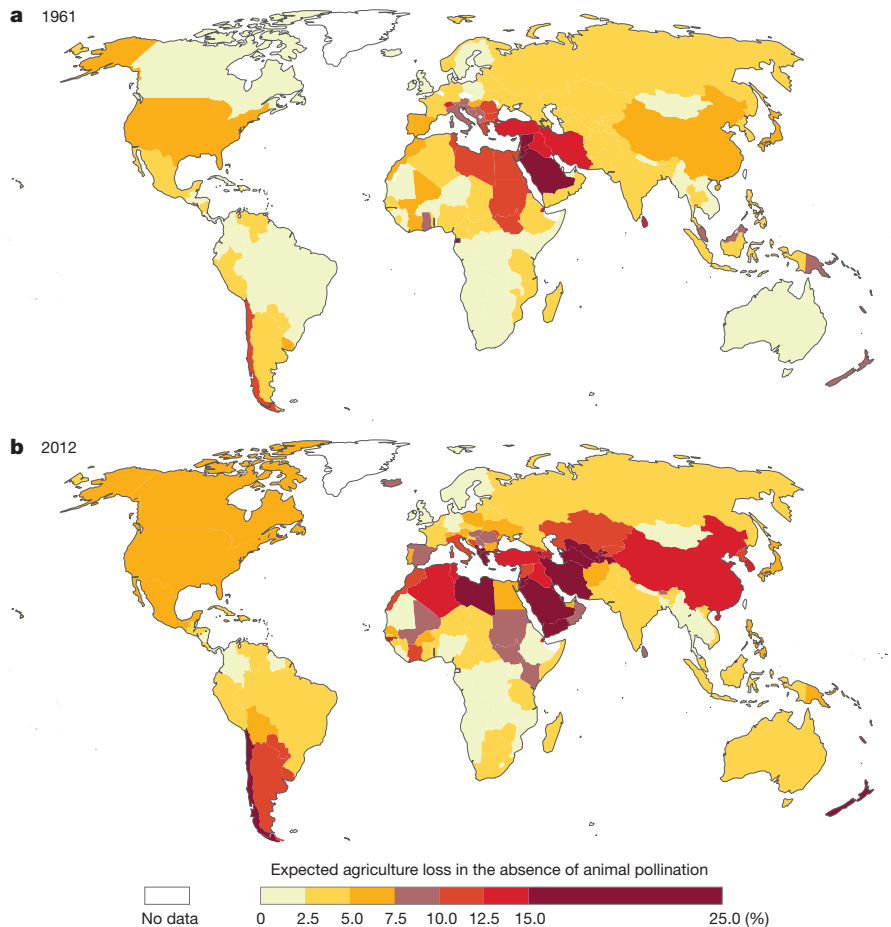 a 1961
b 2012
Expected agriculture loss in the absence of animal pollination
No data 0 2.5 5.0 7.5 10.0 12.5 15.0 25.0 (%)